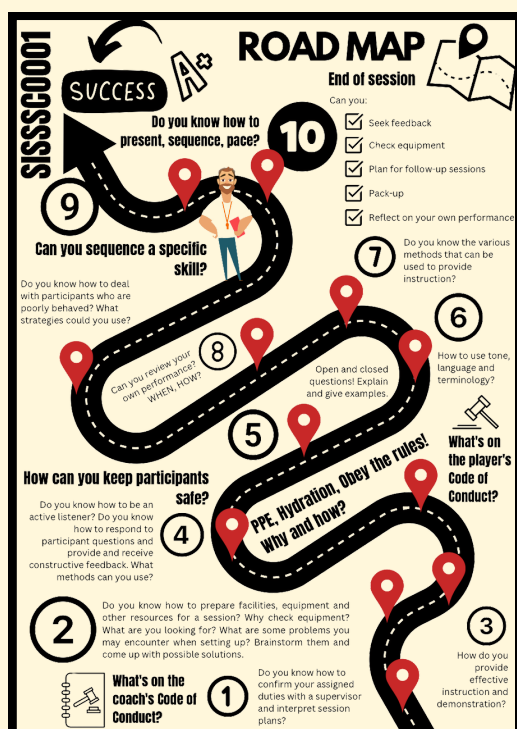 SISSSCO001
SUCCESS
A+
ROAD MAP
End of session
Can you:
Seek feedback
Check equipment
Plan for follow-up sessions
Pack-up
Reflect on your own performance
10
Do you know how to
present, sequence, pace?
9
Can you sequence a specific
skill?
Do you know how to deal
with participants who are
poorly behaved? What
strategies could you use?
7
Do you know the various
methods that can be
used to provide
instruction?
8
Can you review your
own performance?
WHEN, HOW?
6
How to use tone,
language and
terminology?
Open and closed
questions! Explain
and give examples.
5
What's on
the player's
Code of
Conduct?
How can you keep participants
safe?
PPE, Hydration, Obey the rules!
Why and how?
Do you know how to be an
active listener? Do you know
how to respond to
participant questions and
provide and receive
constructive feedback. What
methods can you use?
4
2
Do you know how to prepare facilities, equipment and
other resources for a session? Why check equipment?
What are you looking for? What are some problems you
may encounter when setting up? Brainstorm them and
come up with possible solutions.
3
How do you
provide
effective
instruction and
demonstration?
What's on the
coach's Code of
Conduct?
1
Do you know how to
confirm your assigned
duties with a supervisor
and interpret session
plans?